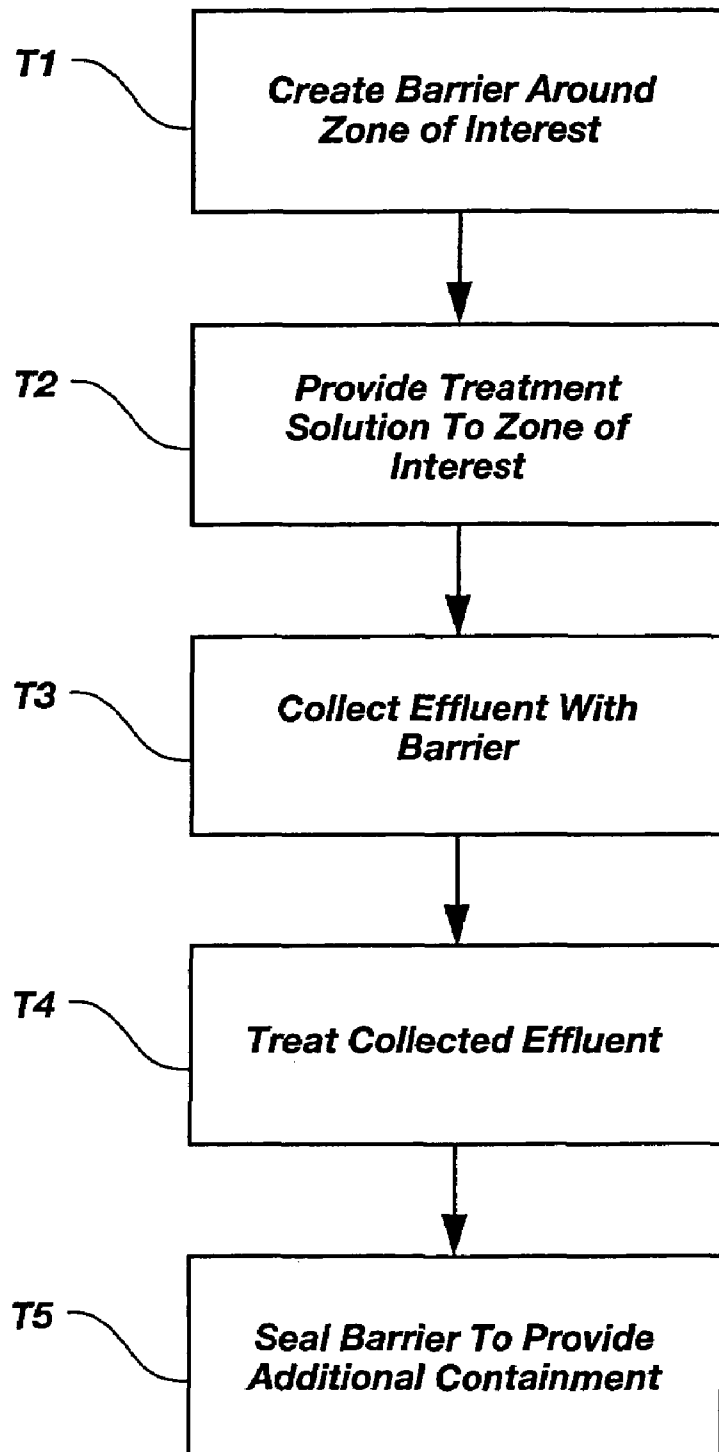 T1
Create Barrier Around
Zone of Interest
T2
Provide Treatment
Solution To Zone of
Interest
T3
Collect Effluent With
Barrier
T4
Treat Collected Effluent
T5
Seal Barrier To Provide
Additional Containment